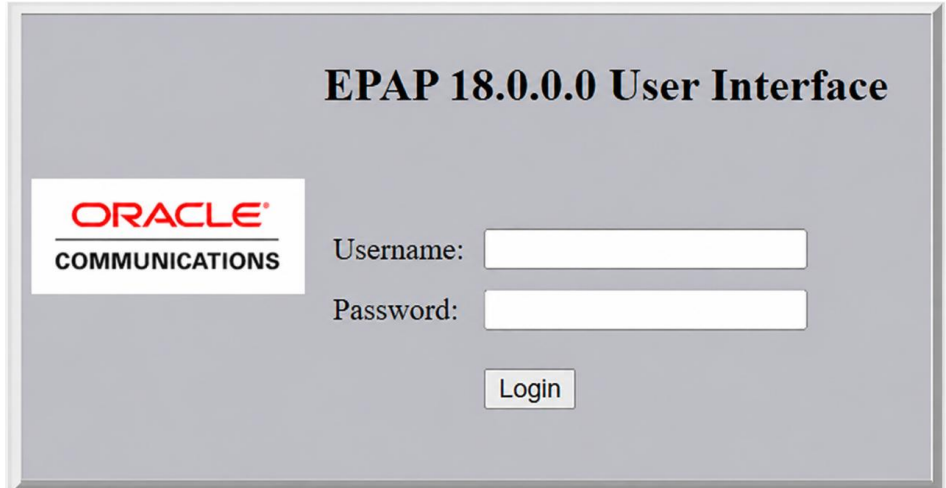 EPAP 18.0.0.0 User Interface
ORACLE®
COMMUNICATIONS
Username:
Password:
Login